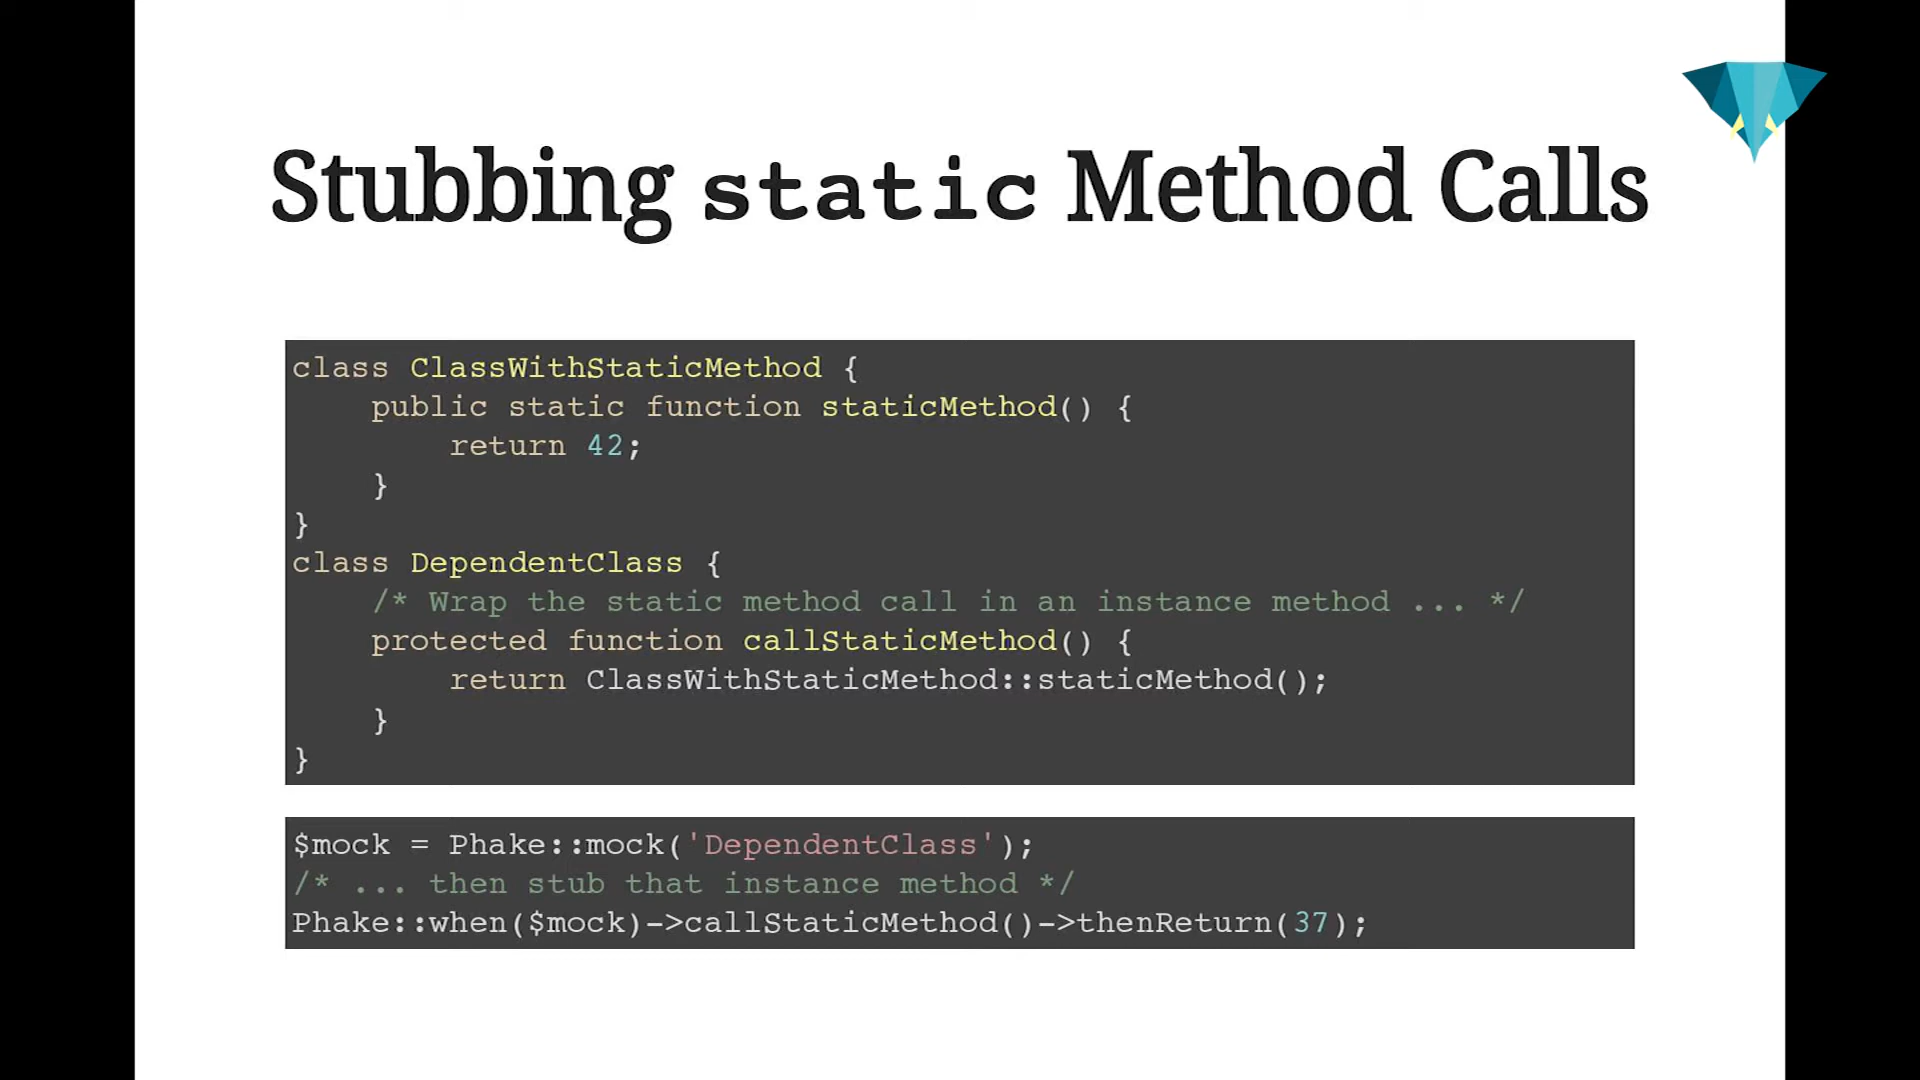 Stubbing static Method Calls
class ClassWithStaticMethod {
    public static function staticMethod() {
        return 42;
    }
}
class DependentClass {
    /* Wrap the static method call in an instance method ... */
    protected function callStaticMethod() {
        return ClassWithStaticMethod::staticMethod();
    }
}
$mock = Phake::mock('DependentClass');
/* ... then stub that instance method */
Phake::when($mock)->callStaticMethod()->thenReturn(37);